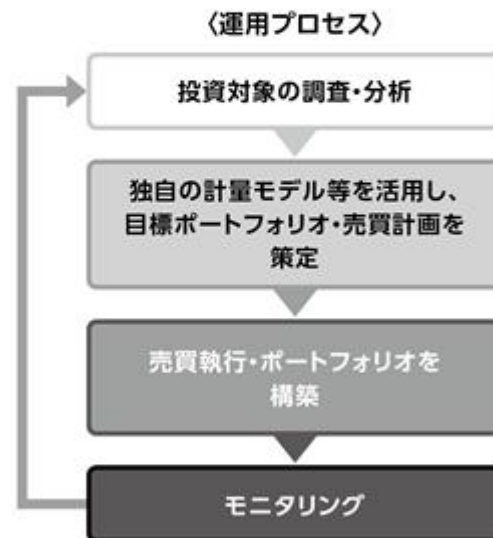 〈運用プロセス〉
投資対象の調査・分析
独自の計量モデル等を活用し、
目標ポートフォリオ・売買計画を
策定
売買執行・ポートフォリオを
構築
モニタリング